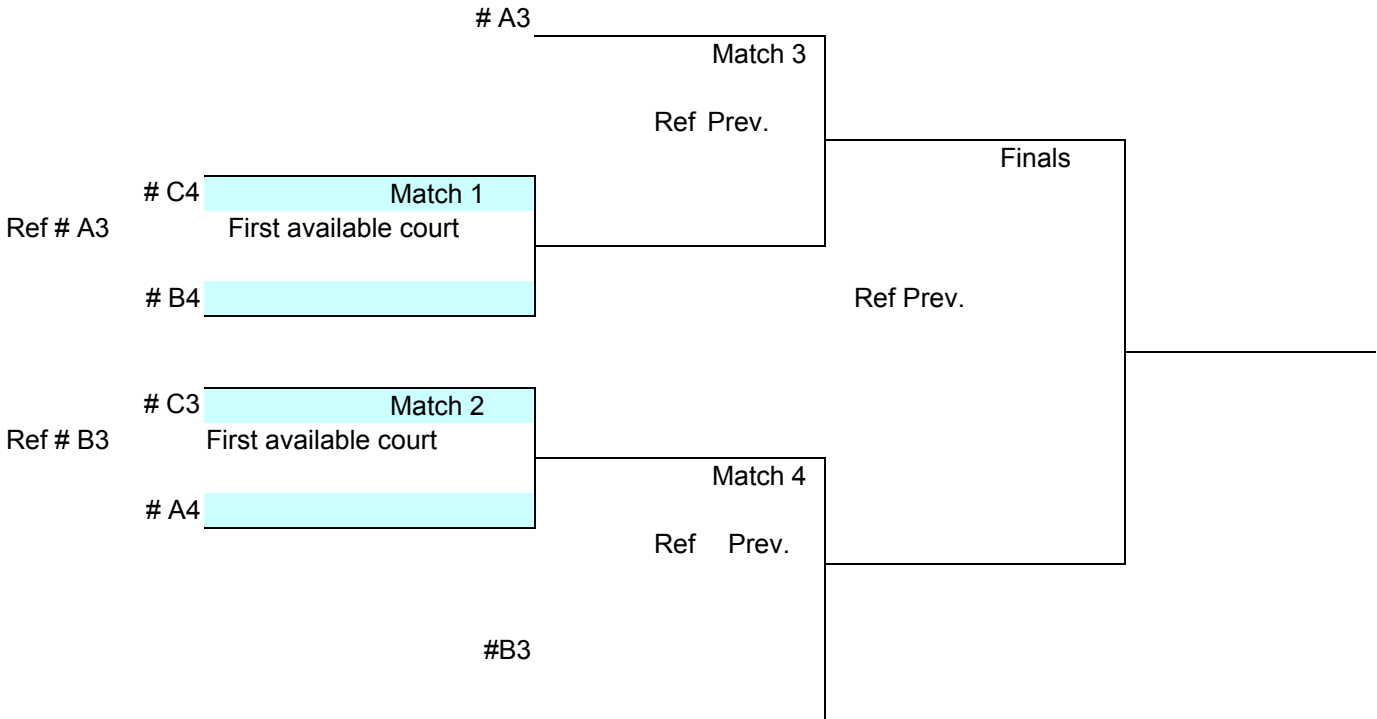 # A3
Match 3
Ref Prev.
Finals
# C4 Match 1
Ref # A3 First available court
# B4
Ref Prev.
# C3 Match 2
Ref # B3 First available court
Match 4
# A4
Ref Prev.
#B3